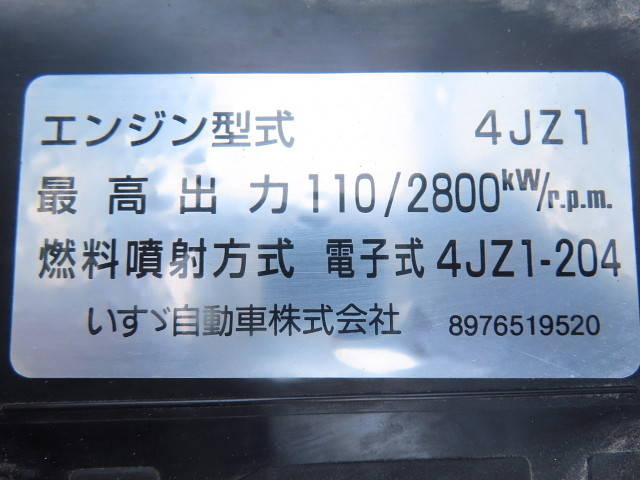 エンジン型式 4JZ1
最高出力 110/2800kW/r.p.m.
燃料噴射方式 電子式 4JZ1-204
いすゞ自動車株式会社 8976519520